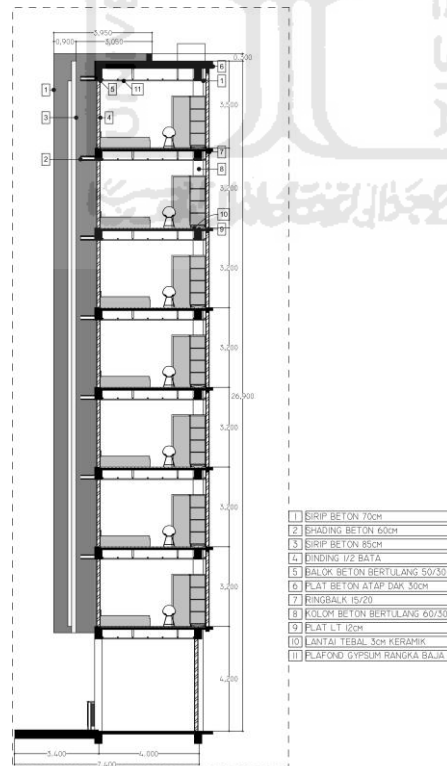 3,950
0,900
3,050
0,300
6
1
5
11
1
3,500
3
4
7
2
8
3,200
10
9
3,200
3,200
26,900
3,200
3,200
3,200
4,200
3.400
4.000
7.400
1 SIRIP BETON 70CM
2 SHADING BETON 60CM
3 SIRIP BETON 85CM
4 DINDING 1/2 BATA
5 BALOK BETON BERTULANG 50/30
6 PLAT BETON ATAP DAK 30CM
7 RINGBALK 15/20
8 KOLOM BETON BERTULANG 60/30
9 PLAT LT 12CM
10 LANTAI TEBAL 3CM KERAMIK
11 PLAFOND GYPSUM RANGKA BAJA